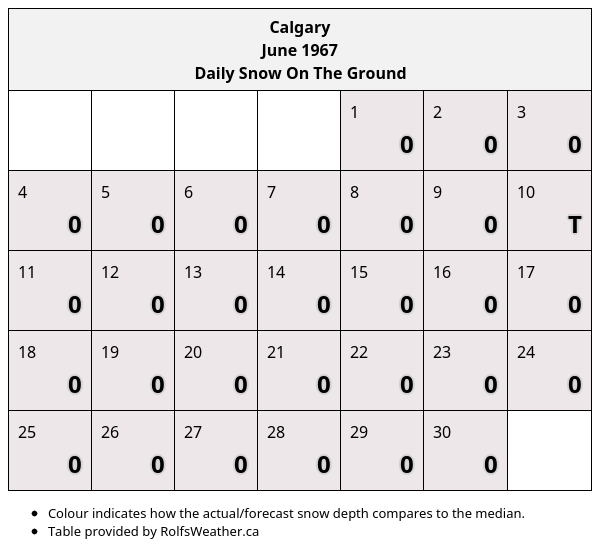 Calgary
June 1967
Daily Snow On The Ground
1 2 3
0 0 0
4 5 6 7 8 9 10
0 0 0 0 0 0 T
11 12 13 14 15 16 17
0 0 0 0 0 0 0
18 19 20 21 22 23 24
0 0 0 0 0 0 0
25 26 27 28 29 30
0 0 0 0 0 0
• Colour indicates how the actual/forecast snow depth compares to the median.
• Table provided by RolfsWeather.ca